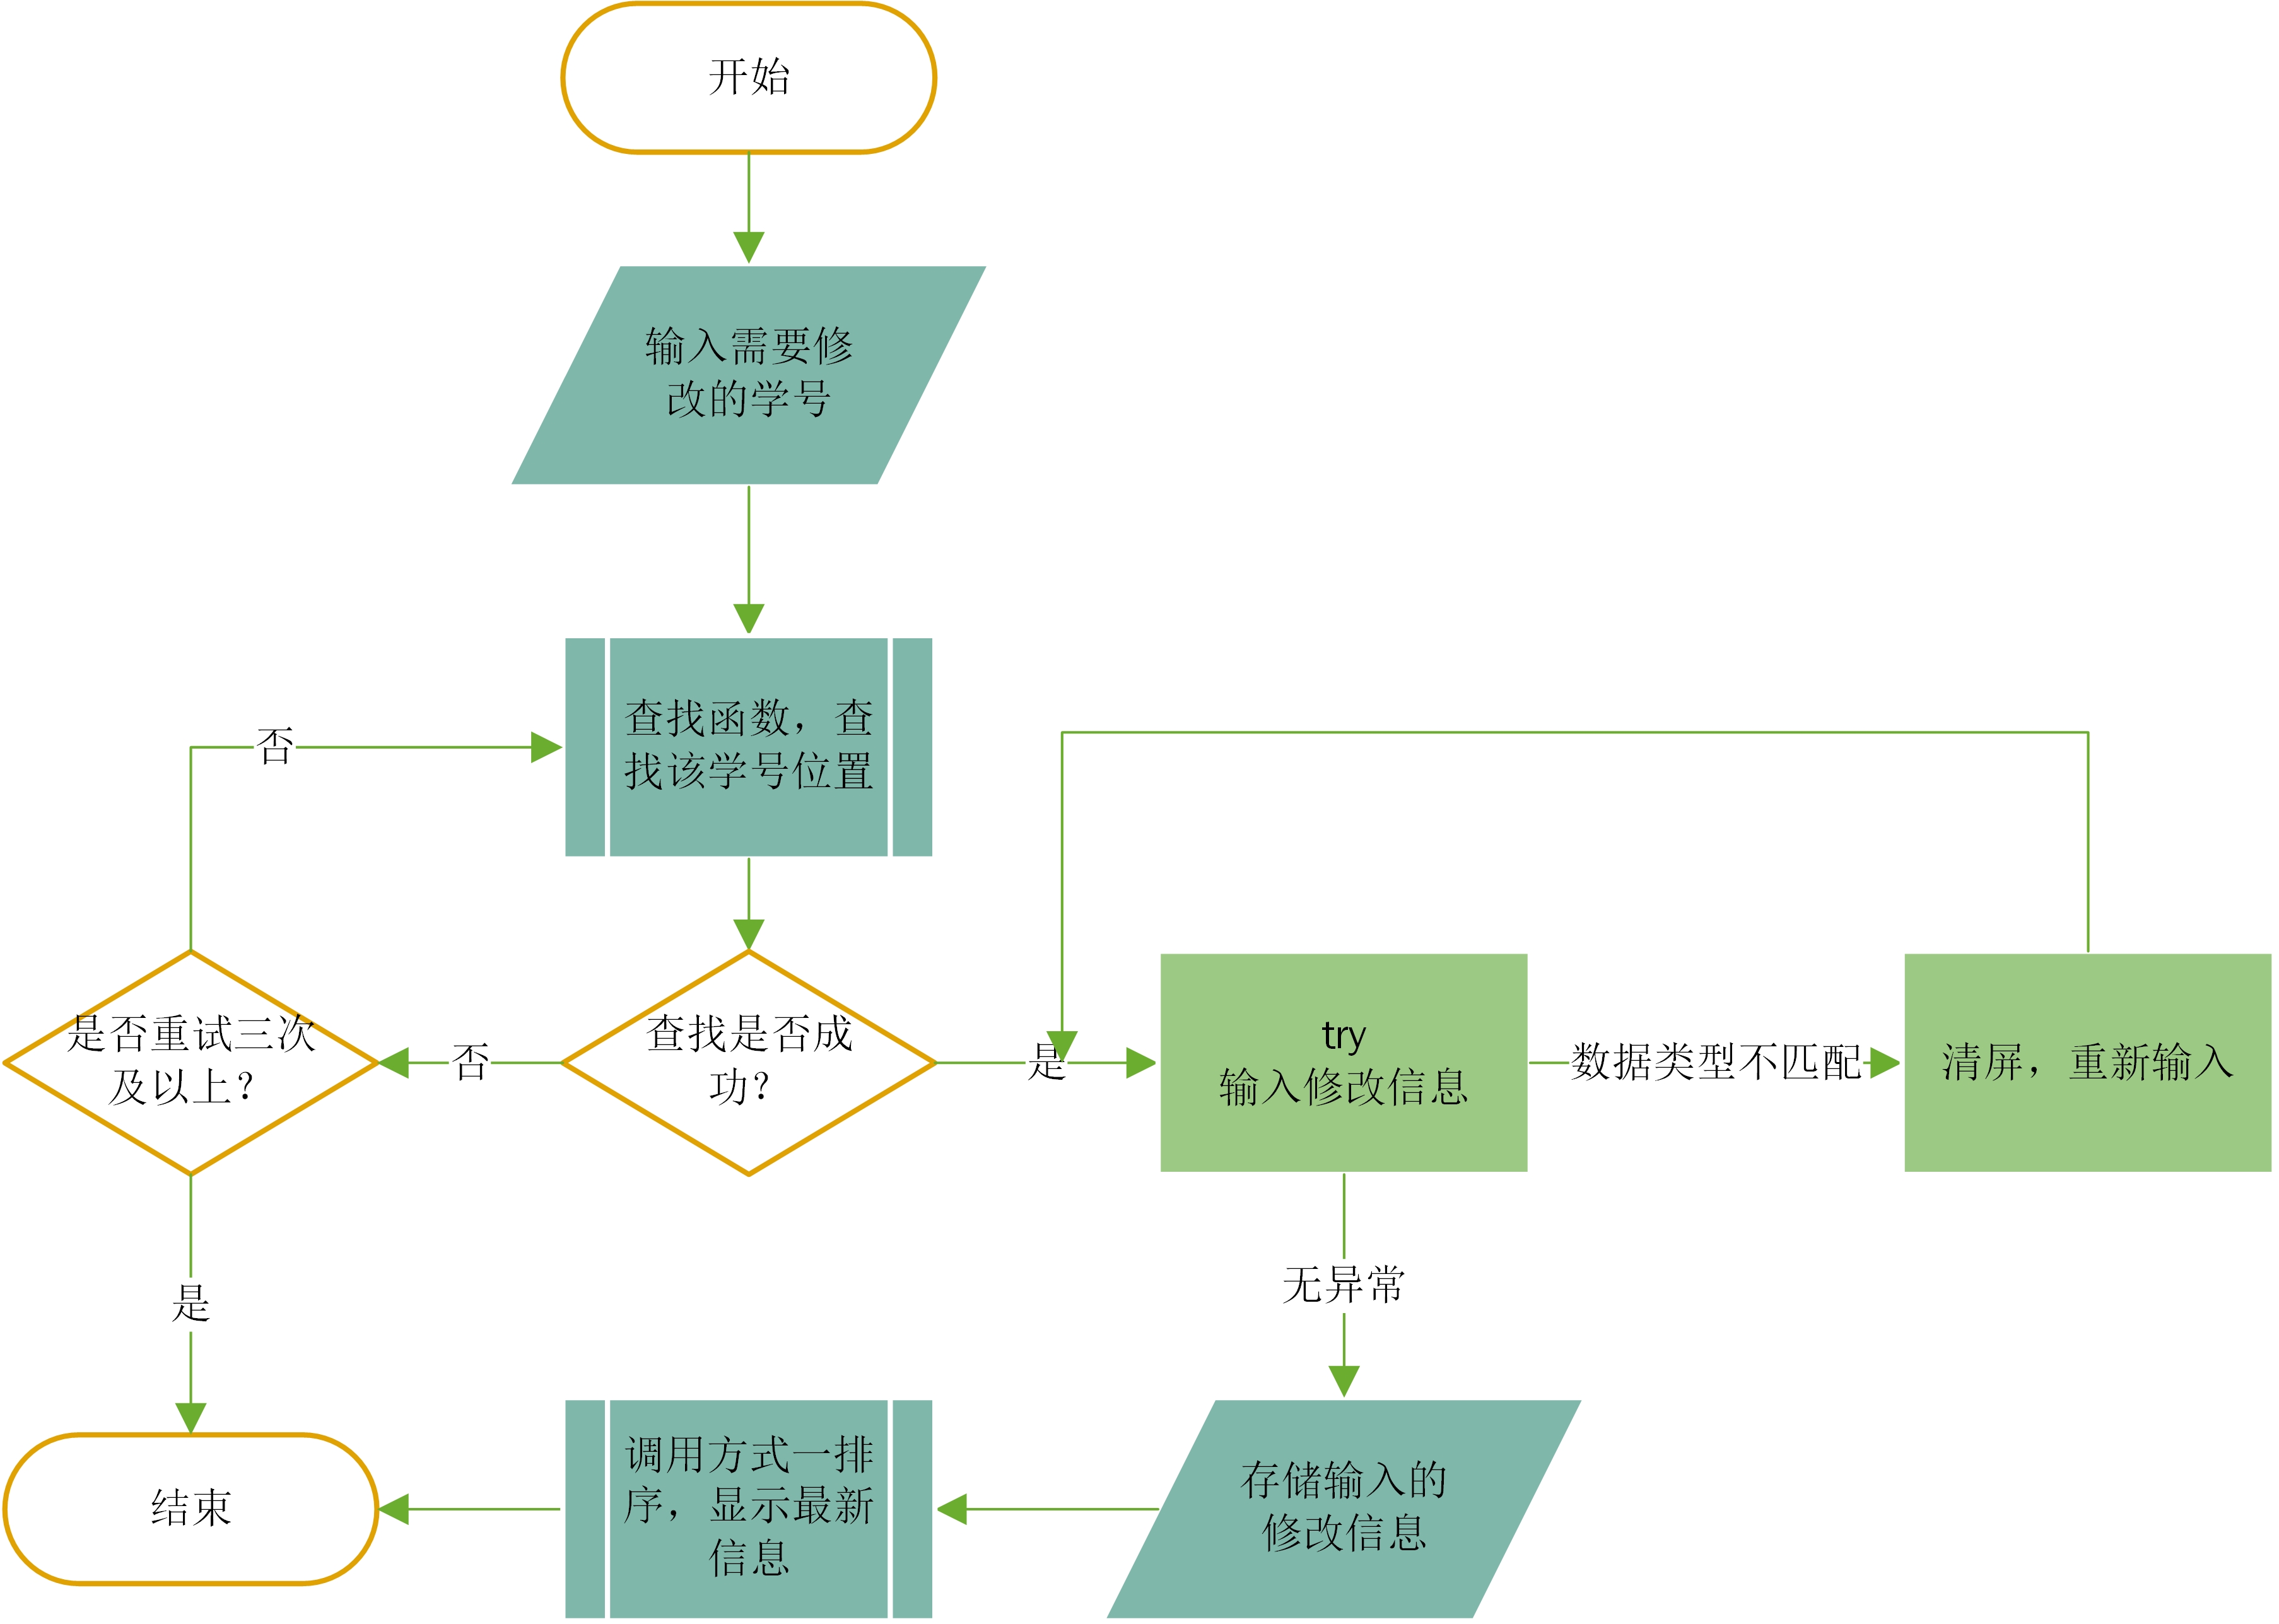 开始
输入需要修
改的学号
查找函数，查
找该学号位置
否
是否重试三次
及以上？
否
查找是否成
功？
是
try
输入修改信息
数据类型不匹配
清屏，重新输入
是
无异常
结束
调用方式一排
序，显示最新
信息
存储输入的
修改信息